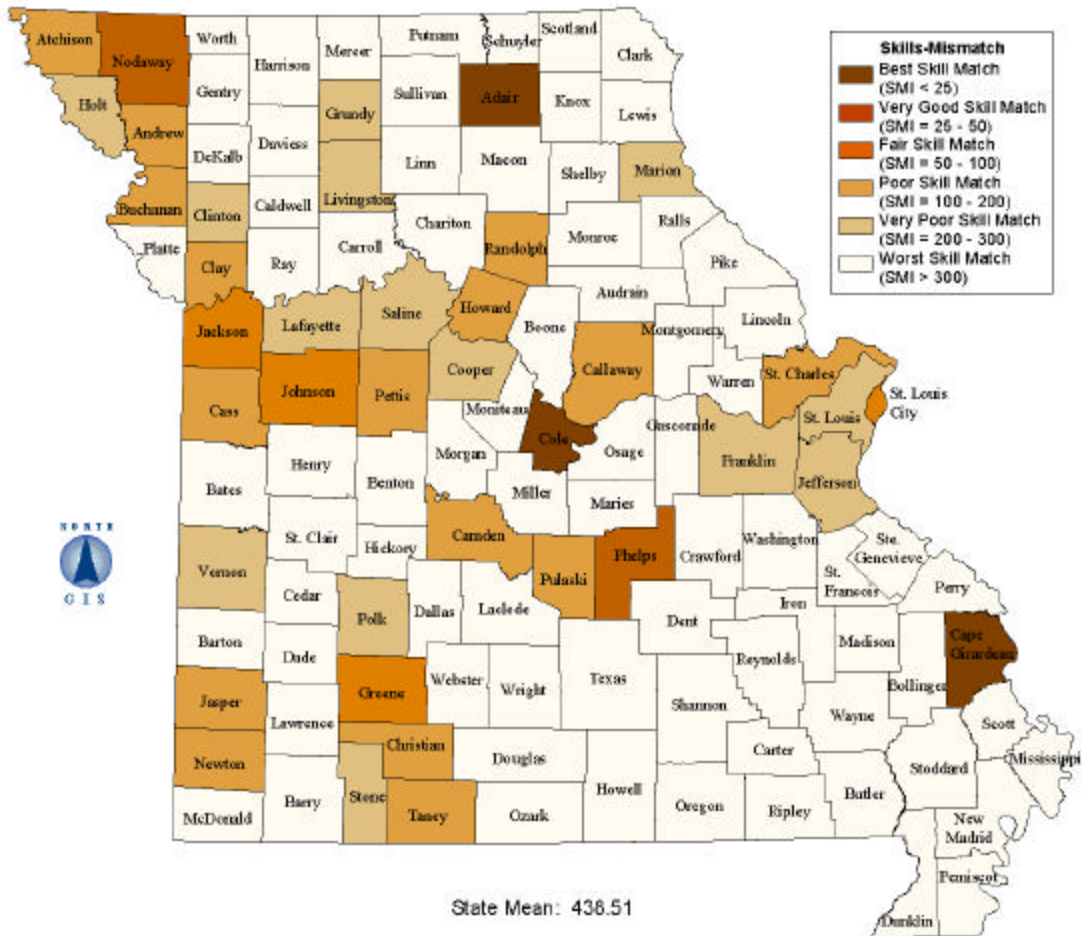 Atchison
Nodaway
Worth
Harrison
Mercer
Putnam
Schuyler
Scotland
Clark
Skills-Mismatch
Best Skill Match
(SMI < 25)
Very Good Skill Match
(SMI = 25 - 50)
Fair Skill Match
(SMI = 50 - 100)
Poor Skill Match
(SMI = 100 - 200)
Very Poor Skill Match
(SMI = 200 - 300)
Worst Skill Match
(SMI > 300)
Holt
Gentry
Grundy
Sullivan
Adair
Knox
Lewis
Andrew
DeKalb
Daviess
Linn
Macon
Shelby
Marion
Buchanan
Clinton
Caldwell
Livingston
Chariton
Randolph
Monroe
Ralls
Platte
Clay
Ray
Carroll
Pike
Audrain
Jackson
Lafayette
Saline
Howard
Boone
Montgomery
Lincoln
Johnson
Cooper
Callaway
Warren
St. Charles
St. Louis
City
Cass
Pettis
Moniteau
Cole
Osage
Gasconade
St. Louis
Franklin
Jefferson
Bates
Henry
Benton
Morgan
Miller
Maries
NORTH
GIS
Vernon
St. Clair
Hickory
Camden
Pulaski
Phelps
Crawford
Washington
Ste.
Genevieve
St.
Francois
Perry
Cedar
Polk
Dallas
Laclede
Dent
Iron
Madison
Cape
Girardeau
Barton
Dade
Greene
Webster
Wright
Texas
Shannon
Reynolds
Bollinger
Wayne
Scott
Jasper
Lawrence
Christian
Douglas
Carter
Stoddard
Mississippi
Newton
Barry
Stone
Taney
Ozark
Howell
Oregon
Ripley
Butler
New
Madrid
McDonald
Pemiscot
Dunklin
State Mean: 438.51